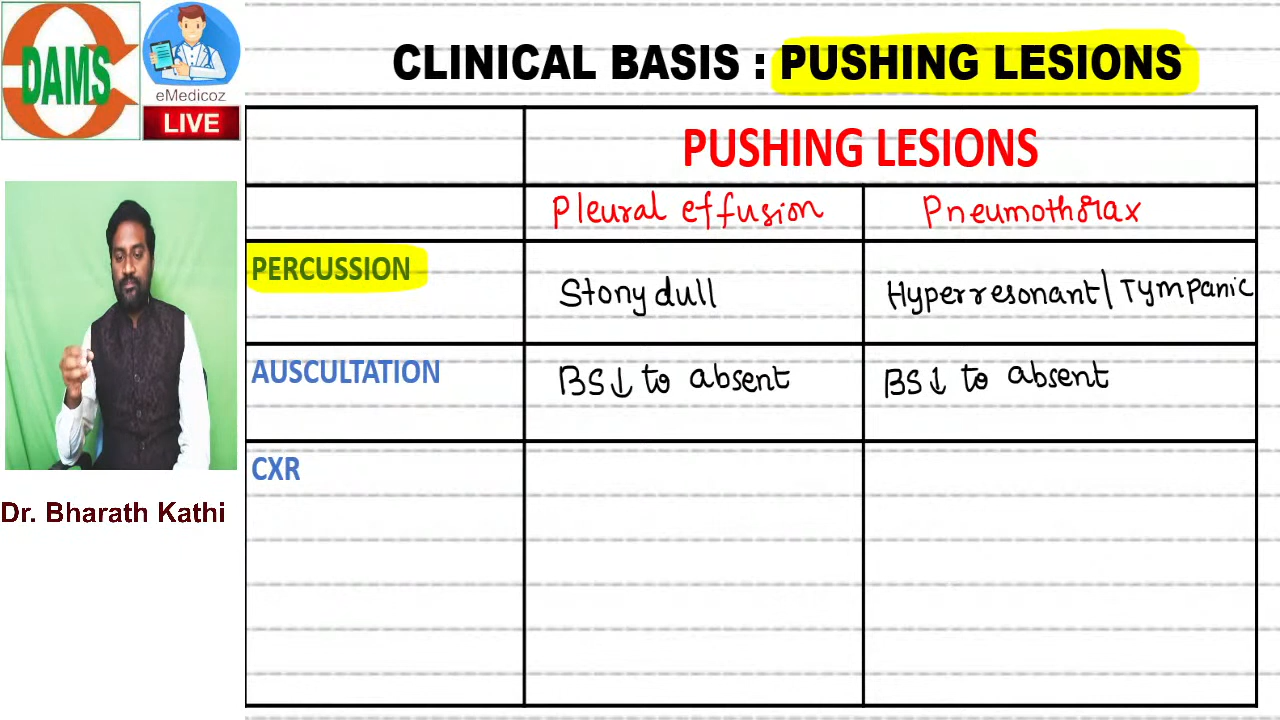 DAMS
eMedicoz
LIVE
CLINICAL BASIS : PUSHING LESIONS
PUSHING LESIONS
Pleural effusion
Pneumothorax
PERCUSSION
Stony dull
Hyperresonant/ Tympanic
AUSCULTATION
BS↓ to absent
BS↓ to absent
CXR
Dr. Bharath Kathi